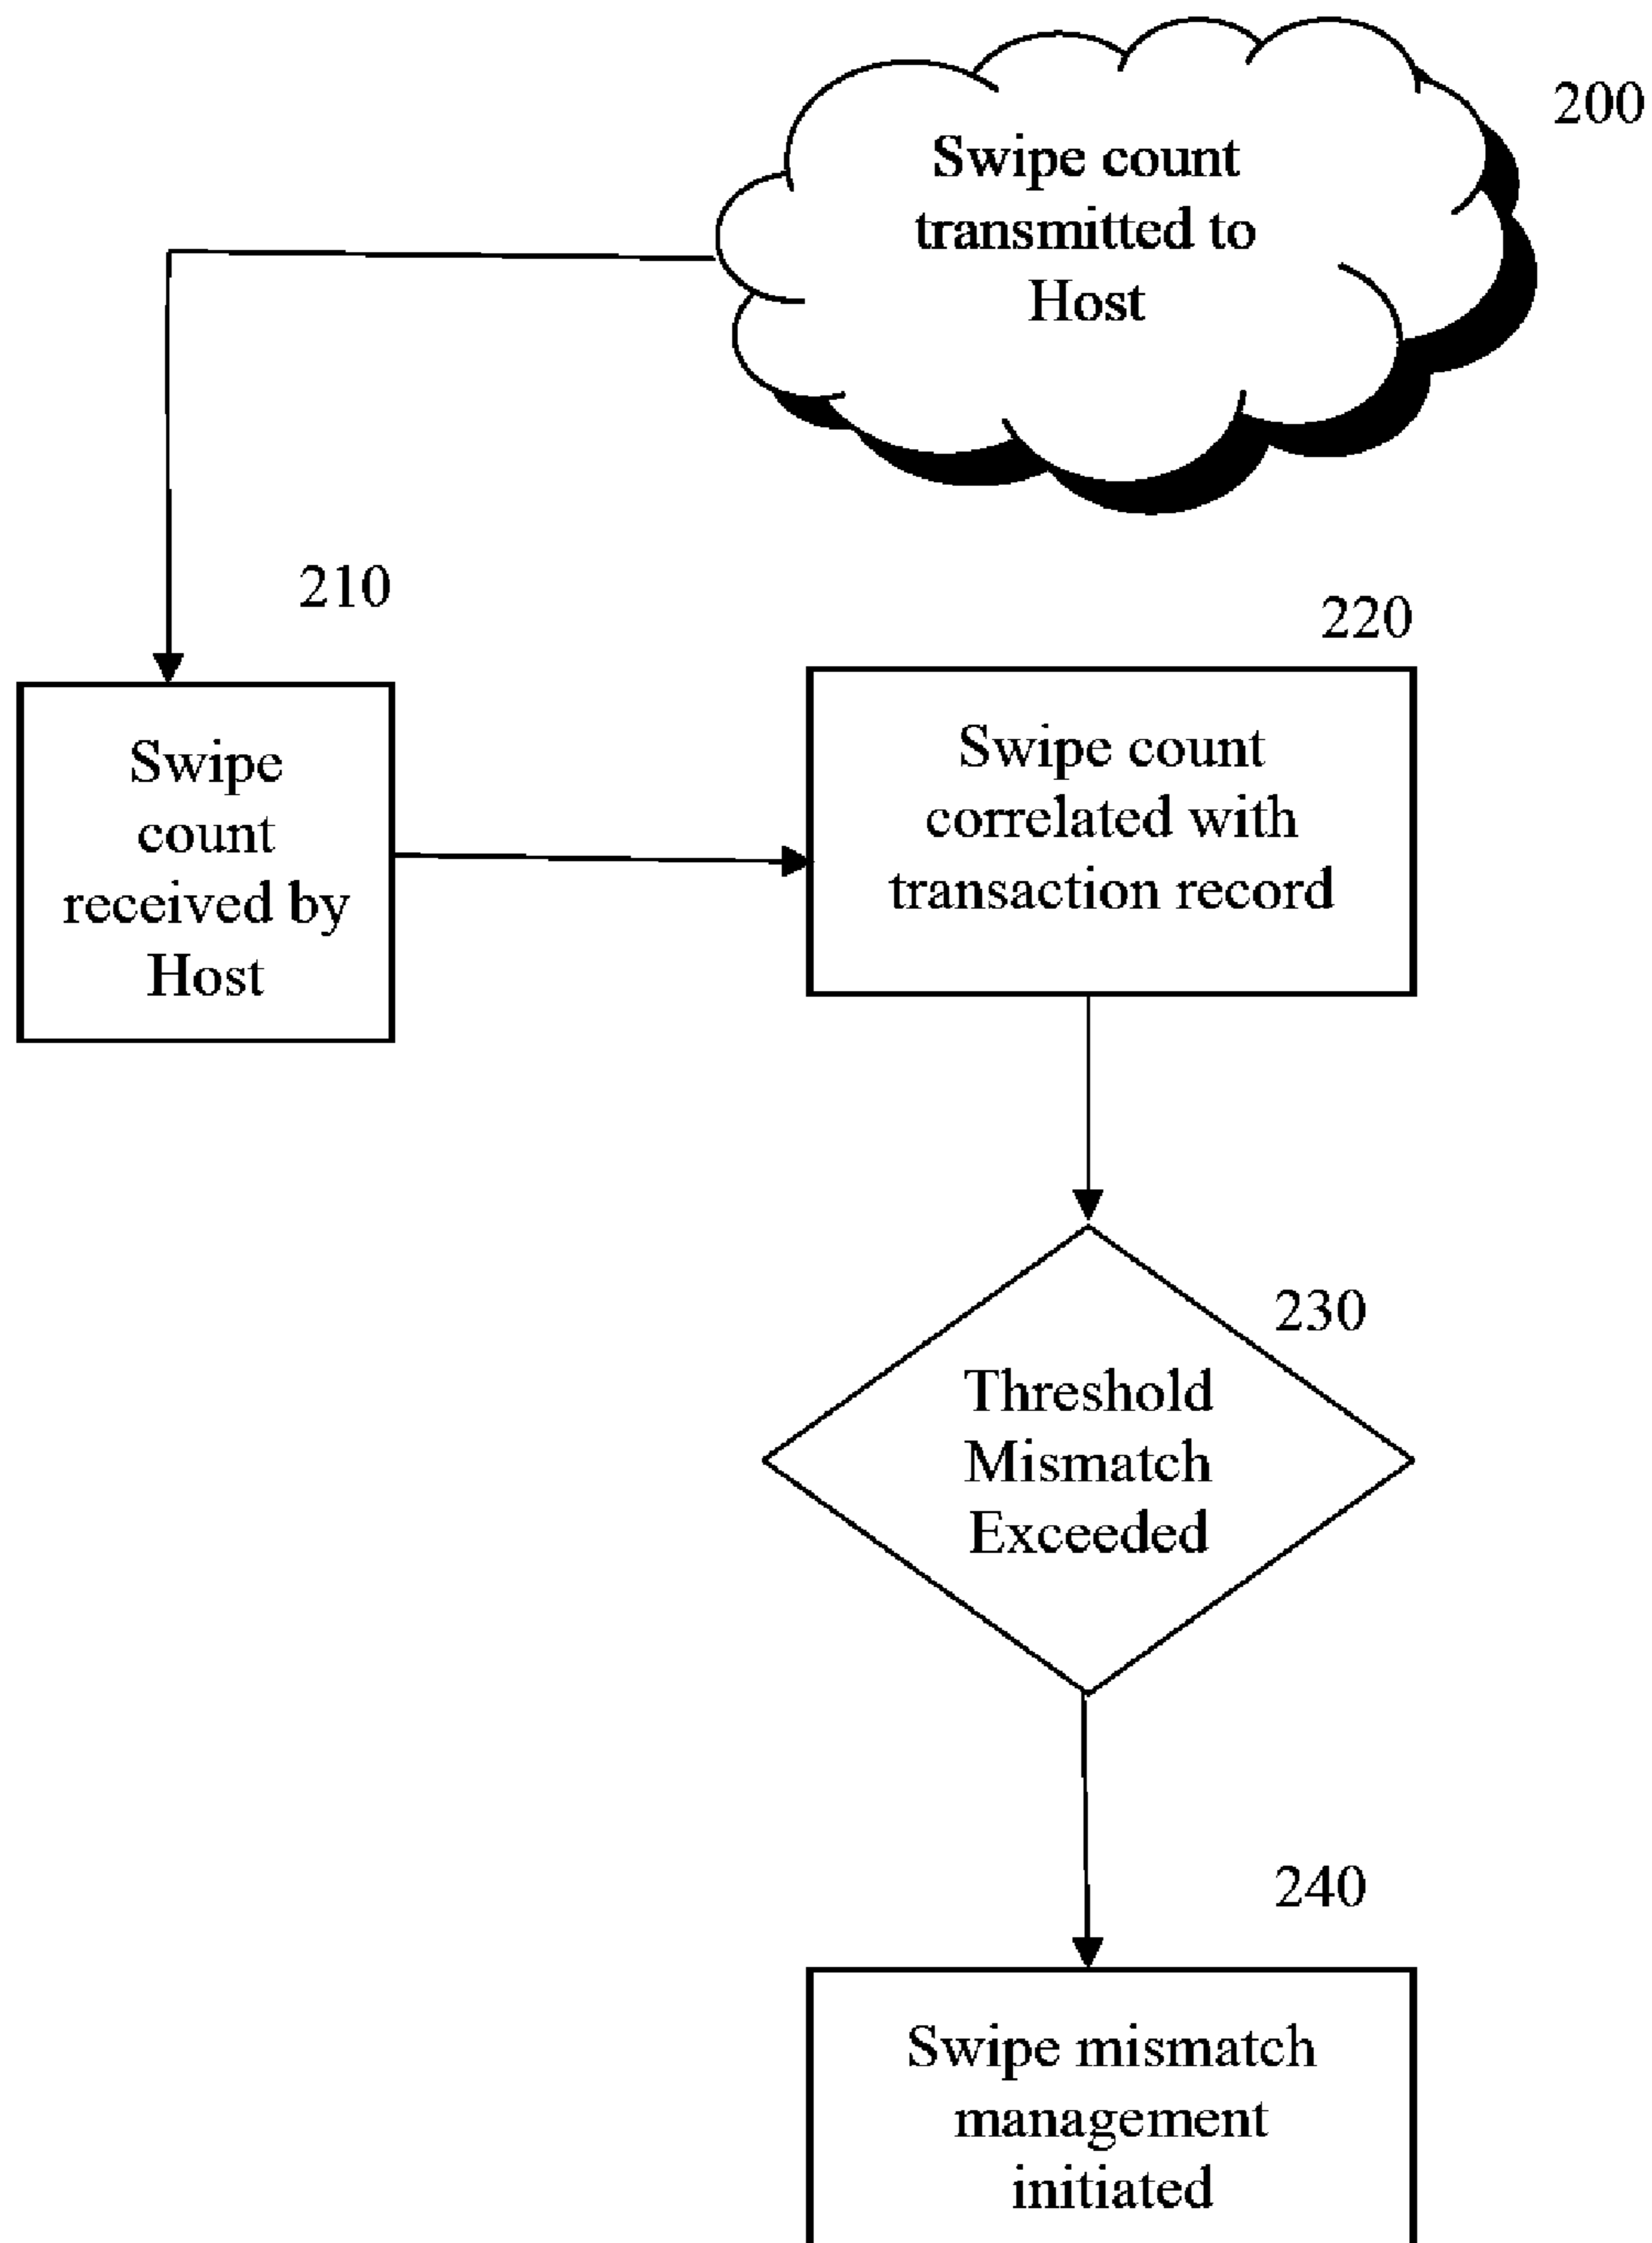 200
Swipe count
transmitted to
Host
210
Swipe
count
received by
Host
220
Swipe count
correlated with
transaction record
230
Threshold
Mismatch
Exceeded
240
Swipe mismatch
management
initiated